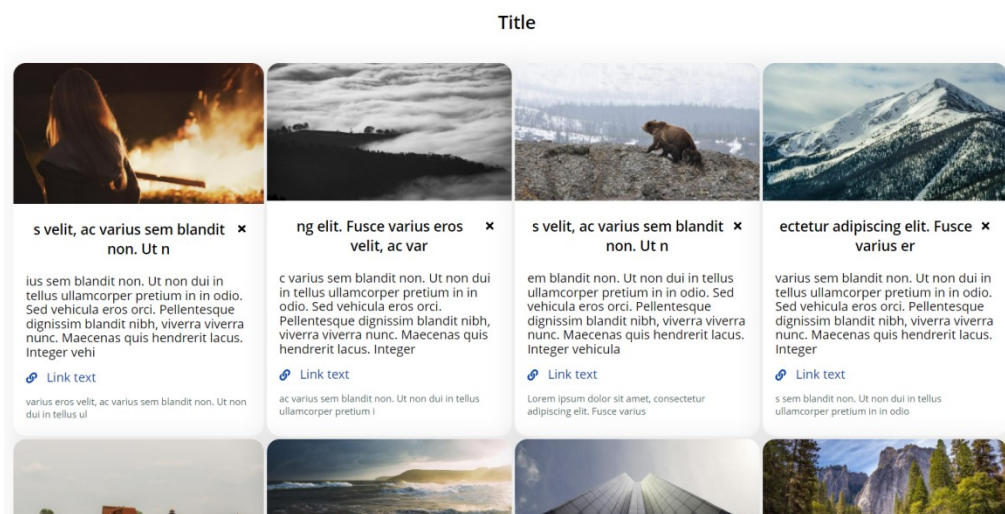 Title
s velit, ac varius sem blandit ×
non. Ut n
ius sem blandit non. Ut non dui in
tellus ullamcorper pretium in in odio.
Sed vehicula eros orci. Pellentesque
dignissim blandit nibh, viverra viverra
nunc. Maecenas quis hendrerit lacus.
Integer vehi
Link text
varius eros velit, ac varius sem blandit non. Ut non
dui in tellus ul
ng elit. Fusce varius eros ×
velit, ac var
c varius sem blandit non. Ut non dui
in tellus ullamcorper pretium in in
odio. Sed vehicula eros orci.
Pellentesque dignissim blandit nibh,
viverra viverra nunc. Maecenas quis
hendrerit lacus. Integer
Link text
ac varius sem blandit non. Ut non dui in tellus
ullamcorper pretium i
s velit, ac varius sem blandit ×
non. Ut n
em blandit non. Ut non dui in tellus
ullamcorper pretium in in odio. Sed
vehicula eros orci. Pellentesque
dignissim blandit nibh, viverra viverra
nunc. Maecenas quis hendrerit lacus.
Integer vehicula
Link text
Lorem ipsum dolor sit amet, consectetur
adipiscing elit. Fusce varius
ectetur adipiscing elit. Fusce ×
varius er
varius sem blandit non. Ut non dui in
tellus ullamcorper pretium in in odio.
Sed vehicula eros orci. Pellentesque
dignissim blandit nibh, viverra viverra
nunc. Maecenas quis hendrerit lacus.
Integer
Link text
s sem blandit non. Ut non dui in tellus
ullamcorper pretium in in odio